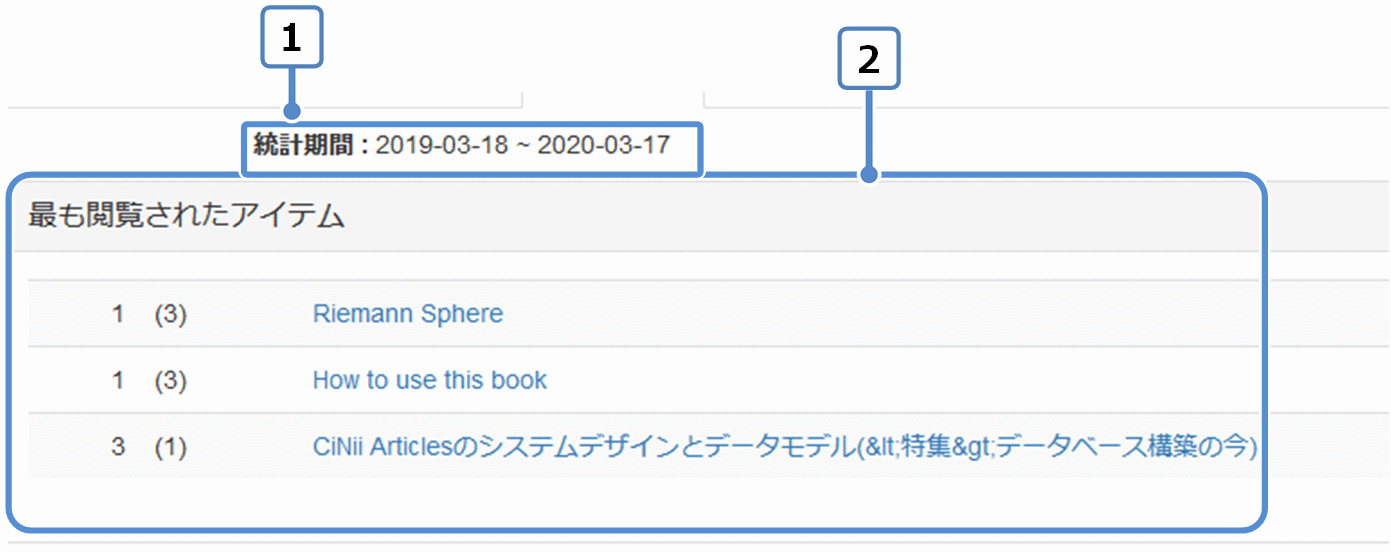 1
2
統計期間 : 2019-03-18 ~ 2020-03-17
最も閲覧されたアイテム
1 (3) Riemann Sphere
1 (3) How to use this book
3 (1) CiNii Articlesのシステムデザインとデータモデル(&lt;特集&gt;データベース構築の今)